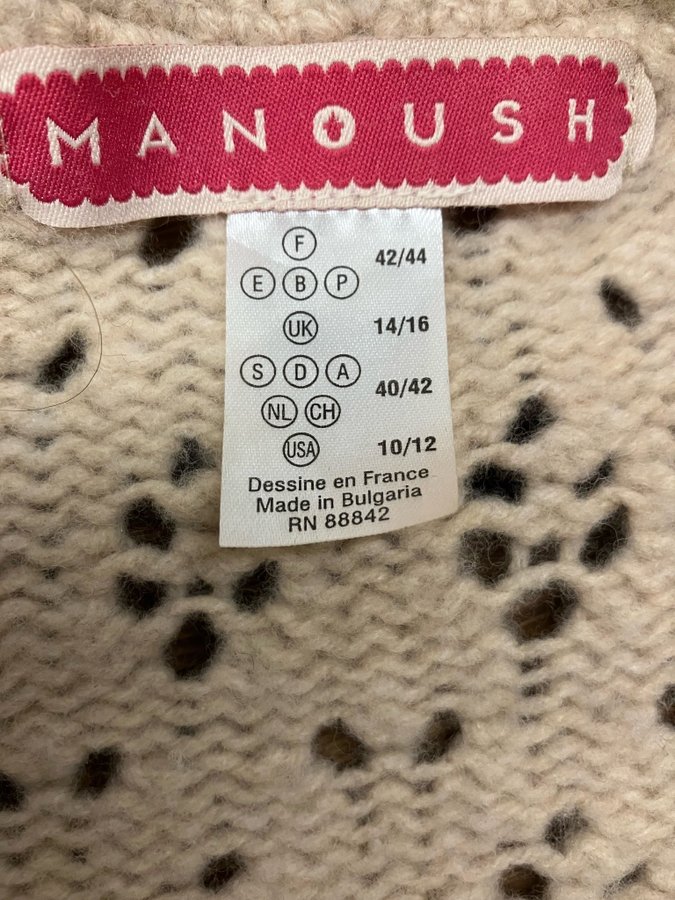 MANOUSH
F
42/44
E B P
UK 14/16
S D A
40/42
NL CH
USA 10/12
Dessine en France
Made in Bulgaria
RN 88842